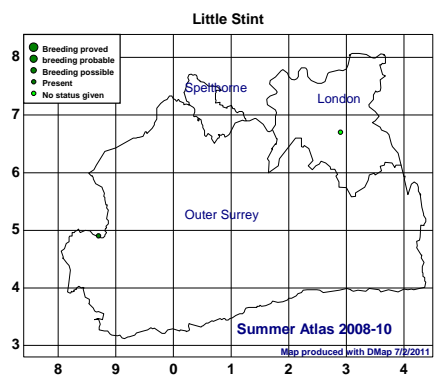 Little Stint
Breeding proved
breeding probable
Breeding possible
Present
No status given
Spelthorne
London
Outer Surrey
Summer Atlas 2008-10
Map produced with DMap 7/2/2011
8
7
6
5
4
3
8 9 0 1 2 3 4